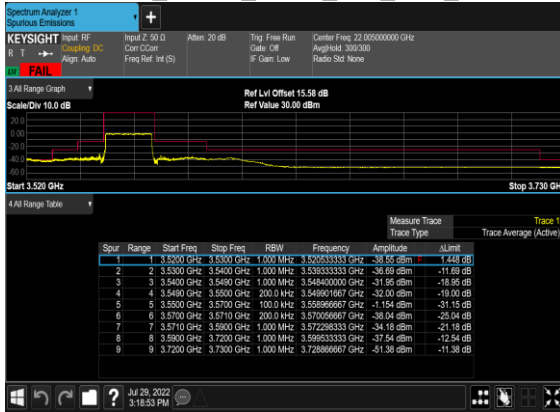 Spectrum Analyzer 1
Spurious Emissions
KEYSIGHT
R T
LW
FAIL
Input: RF
Coupling: DC
Align: Auto
Input Z: 50 Ω
Corr CCorr
Freq Ref: Int (S)
Atten: 20 dB
Trig: Free Run
Gate: Off
IF Gain: Low
Center Freq: 22.005000000 GHz
Avg|Hold: 300/300
Radio Std: None
3 All Range Graph
Scale/Div 10.0 dB
Ref Lvl Offset 15.58 dB
Ref Value 30.00 dBm
20.0
0.00
-20.0
-40.0
-60.0
Start 3.520 GHz
Stop 3.730 GH
4 All Range Table
Measure Trace Trace 1
Trace Type Trace Average (Active)
Spur Range Start Freq Stop Freq RBW Frequency Amplitude ΔLimit
1 1 3.5200 GHz 3.5300 GHz 1.000 MHz 3.520533333 GHz -38.55 dBm F 1.448 dB
2 2 3.5300 GHz 3.5400 GHz 1.000 MHz 3.539333333 GHz -36.69 dBm -11.69 dB
3 3 3.5400 GHz 3.5490 GHz 1.000 MHz 3.548400000 GHz -31.95 dBm -18.95 dB
4 4 3.5490 GHz 3.5500 GHz 200.0 kHz 3.549901667 GHz -32.00 dBm -19.00 dB
5 5 3.5500 GHz 3.5700 GHz 100.0 kHz 3.558966667 GHz -1.154 dBm -31.15 dB
6 6 3.5700 GHz 3.5710 GHz 200.0 kHz 3.570056667 GHz -38.04 dBm -25.04 dB
7 7 3.5710 GHz 3.5900 GHz 1.000 MHz 3.572298333 GHz -34.18 dBm -21.18 dB
8 8 3.5900 GHz 3.7200 GHz 1.000 MHz 3.599533333 GHz -37.54 dBm -12.54 dB
9 9 3.7200 GHz 3.7300 GHz 1.000 MHz 3.728866667 GHz -51.38 dBm -11.38 dB
Jul 29, 2022
3:18:53 PM